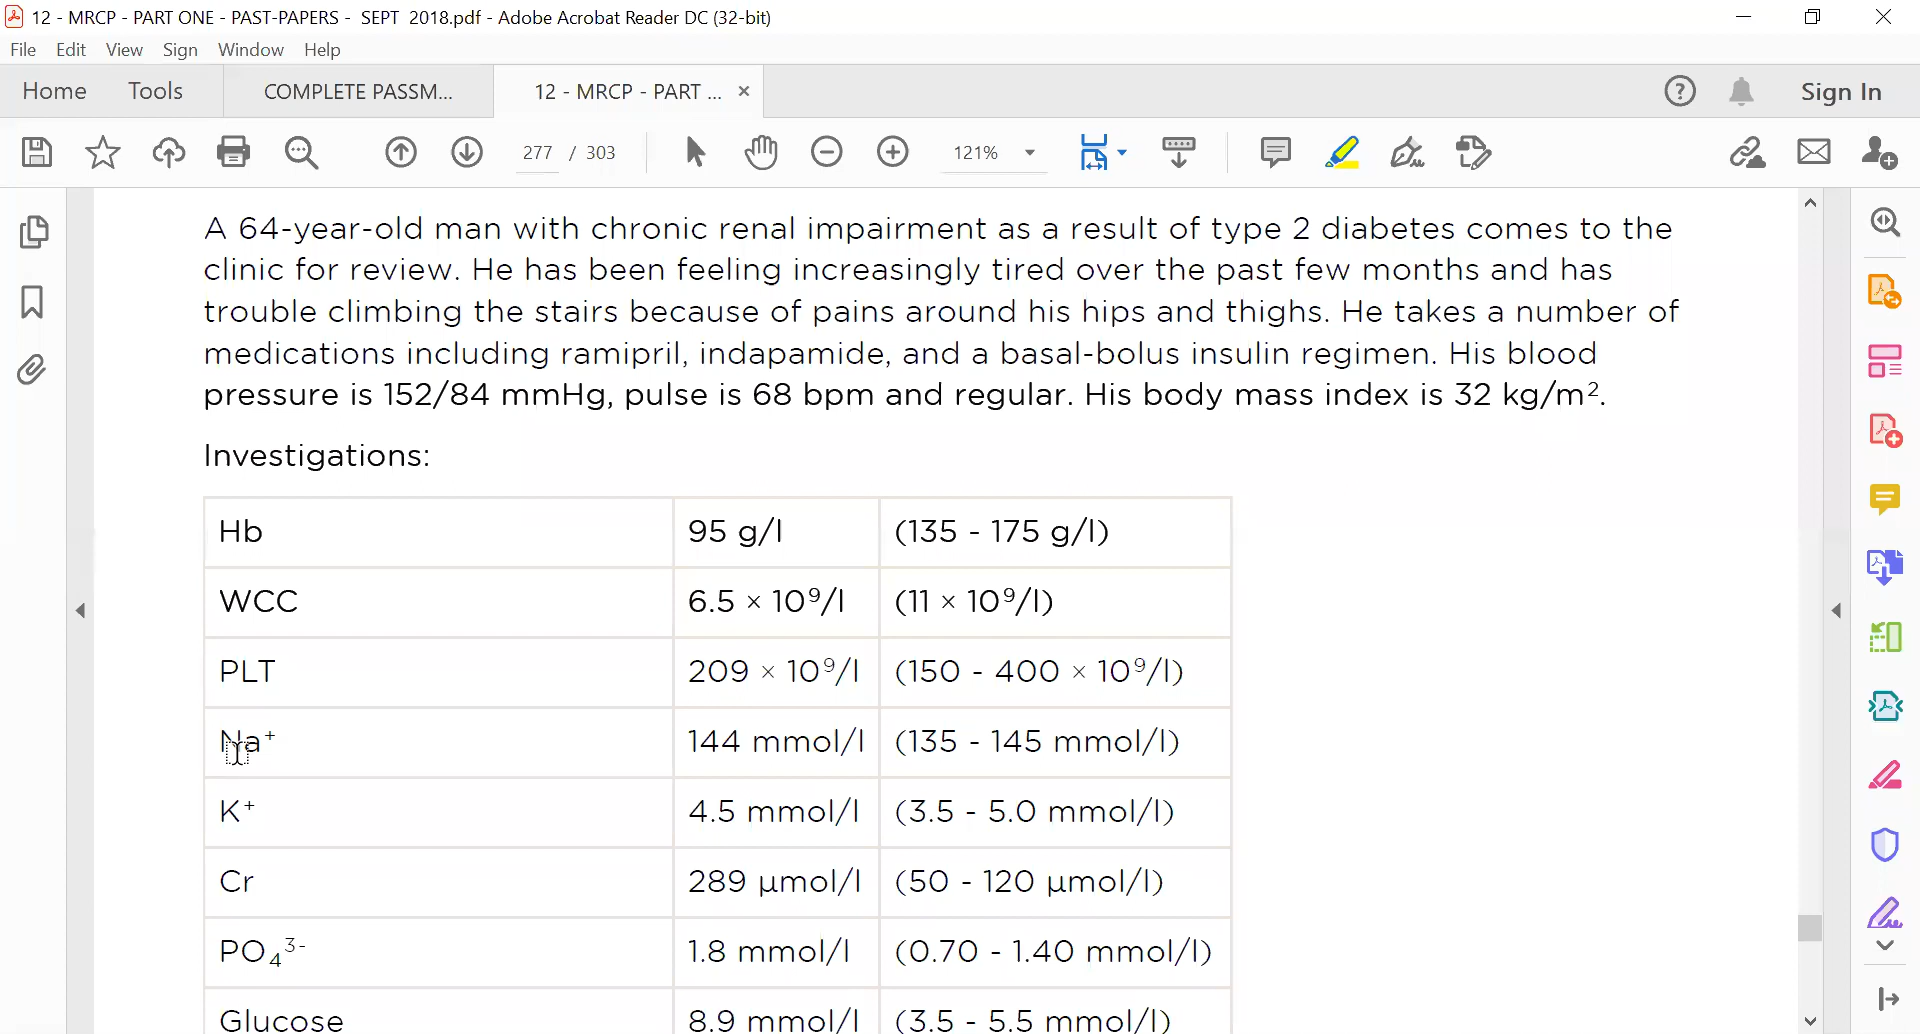 12 - MRCP - PART ONE - PAST-PAPERS - SEPT 2018.pdf - Adobe Acrobat Reader DC (32-bit)
File Edit View Sign Window Help
Home Tools COMPLETE PASSM... 12 - MRCP - PART ... × Sign In
277 / 303 121%
A 64-year-old man with chronic renal impairment as a result of type 2 diabetes comes to the
clinic for review. He has been feeling increasingly tired over the past few months and has
trouble climbing the stairs because of pains around his hips and thighs. He takes a number of
medications including ramipril, indapamide, and a basal-bolus insulin regimen. His blood
pressure is 152/84 mmHg, pulse is 68 bpm and regular. His body mass index is 32 kg/m².
Investigations:
Hb 95 g/l (135 - 175 g/l)
WCC 6.5 × 10⁹/l (11 × 10⁹/l)
PLT 209 × 10⁹/l (150 - 400 × 10⁹/l)
Na⁺ 144 mmol/l (135 - 145 mmol/l)
K⁺ 4.5 mmol/l (3.5 - 5.0 mmol/l)
Cr 289 µmol/l (50 - 120 µmol/l)
PO₄³⁻ 1.8 mmol/l (0.70 - 1.40 mmol/l)
Glucose 8.9 mmol/l (3.5 - 5.5 mmol/l)